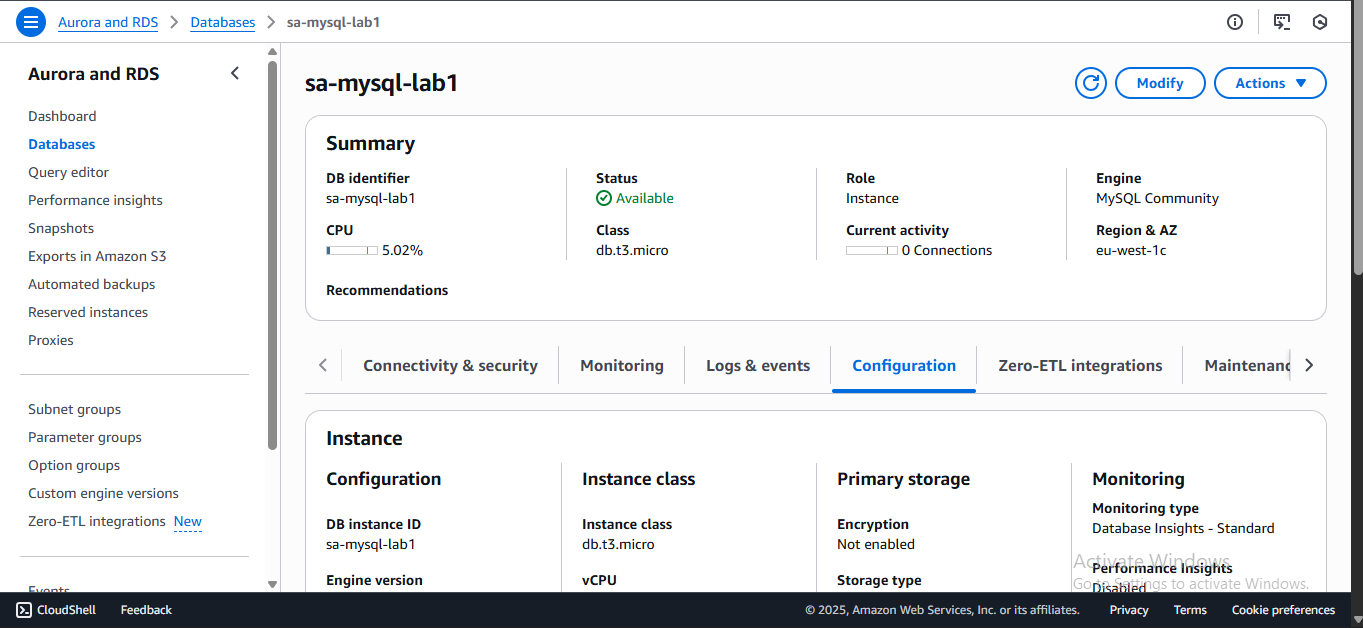 Aurora and RDS > Databases > sa-mysql-lab1
Aurora and RDS
Dashboard
Databases
Query editor
Performance insights
Snapshots
Exports in Amazon S3
Automated backups
Reserved instances
Proxies
Subnet groups
Parameter groups
Option groups
Custom engine versions
Zero-ETL integrations New
Events
sa-mysql-lab1
Modify
Actions
Summary
DB identifier
sa-mysql-lab1
CPU
5.02%
Status
Available
Class
db.t3.micro
Role
Instance
Current activity
0 Connections
Engine
MySQL Community
Region & AZ
eu-west-1c
Recommendations
Connectivity & security
Monitoring
Logs & events
Configuration
Zero-ETL integrations
Maintenanc
Instance
Configuration
DB instance ID
sa-mysql-lab1
Engine version
Instance class
Instance class
db.t3.micro
vCPU
Primary storage
Encryption
Not enabled
Storage type
Monitoring
Monitoring type
Database Insights - Standard
Performance Insights
Disabled
Activate Windows
Go to Settings to activate Windows.
CloudShell
Feedback
© 2025, Amazon Web Services, Inc. or its affiliates.
Privacy
Terms
Cookie preferences